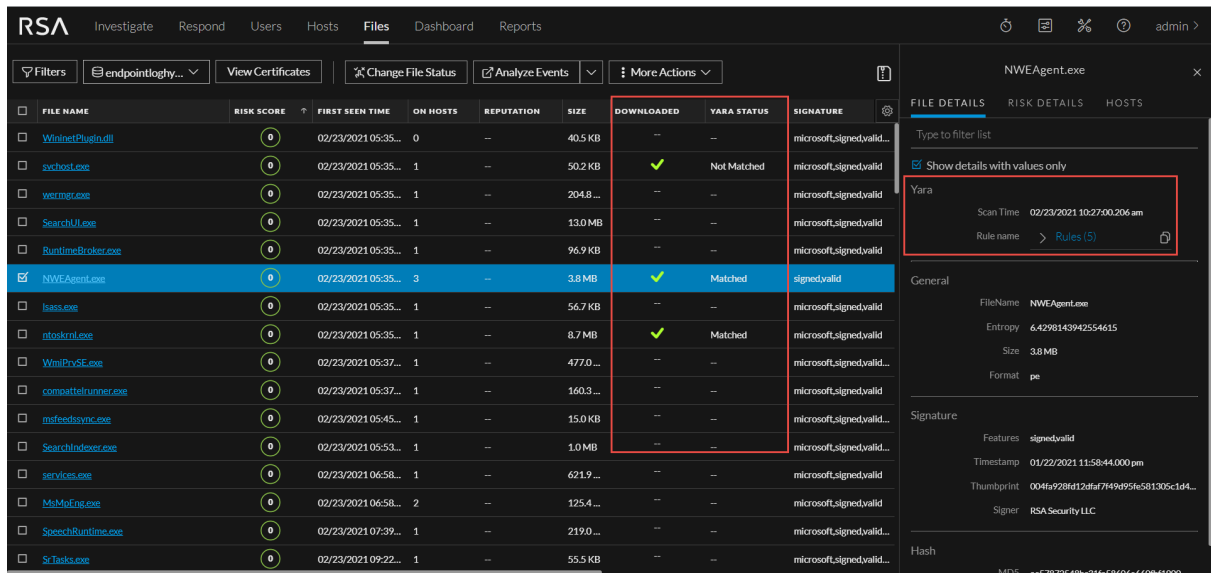 RSA Investigate Respond Users Hosts Files Dashboard Reports admin >
Filters endpointloghy... View Certificates Change File Status Analyze Events More Actions
FILE NAME RISK SCORE ↑ FIRST SEEN TIME ON HOSTS REPUTATION SIZE DOWNLOADED YARA STATUS SIGNATURE
WininetPlugin.dll 0 02/23/2021 05:35... 0 -- 40.5 KB -- -- microsoft,signed,valid...
svchost.exe 0 02/23/2021 05:35... 1 -- 50.2 KB ✓ Not Matched microsoft,signed,valid
wermgr.exe 0 02/23/2021 05:35... 1 -- 204.8 ... -- -- microsoft,signed,valid
SearchUI.exe 0 02/23/2021 05:35... 1 -- 13.0 MB -- -- microsoft,signed,valid
RuntimeBroker.exe 0 02/23/2021 05:35... 1 -- 96.9 KB -- -- microsoft,signed,valid
NWEAgent.exe 0 02/23/2021 05:35... 3 -- 3.8 MB ✓ Matched signed,valid
lsass.exe 0 02/23/2021 05:35... 1 -- 56.7 KB -- -- microsoft,signed,valid
ntoskrnl.exe 0 02/23/2021 05:35... 1 -- 8.7 MB ✓ Matched microsoft,signed,valid
WmiPrvSE.exe 0 02/23/2021 05:37... 1 -- 477.0... -- -- microsoft,signed,valid
compattelrunner.exe 0 02/23/2021 05:37... 1 -- 160.3... -- -- microsoft,signed,valid
msfeedssync.exe 0 02/23/2021 05:45... 1 -- 15.0 KB -- -- microsoft,signed,valid...
SearchIndexer.exe 0 02/23/2021 05:53... 1 -- 1.0 MB -- -- microsoft,signed,valid...
services.exe 0 02/23/2021 06:58... 1 -- 621.9 ... -- -- microsoft,signed,valid...
MsMpEng.exe 0 02/23/2021 06:58... 2 -- 125.4 ... -- -- microsoft,signed,valid...
SpeechRuntime.exe 0 02/23/2021 07:39... 1 -- 219.0... -- -- microsoft,signed,valid...
SrTasks.exe 0 02/23/2021 09:22... 1 -- 55.5 KB -- -- microsoft,signed,valid...
NWEAgent.exe
FILE DETAILS RISK DETAILS HOSTS
Type to filter list
Show details with values only
Yara
Scan Time 02/23/2021 10:27:00.206 am
Rule name > Rules (5)
General
FileName NWEAgent.exe
Entropy 6.4298143942554615
Size 3.8 MB
Format pe
Signature
Features signed,valid
Timestamp 01/22/2021 11:58:44.000 pm
Thumbprint 004fa928fd12dfaf7f49d95fe581305c1d4...
Signer RSA Security LLC
Hash
MD5